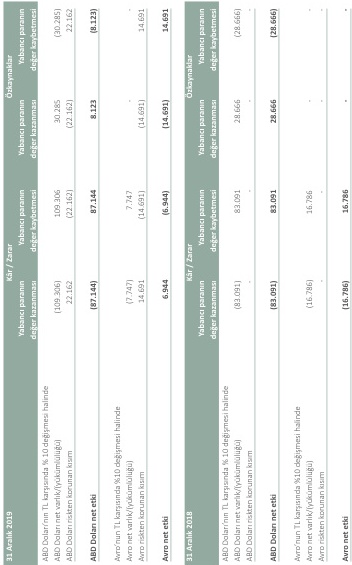 31 Aralık 2019 Kâr / Zarar Özkaynaklar
Yabancı paranın değer kazanması Yabancı paranın değer kaybetmesi Yabancı paranın değer kazanması Yabancı paranın değer kaybetmesi
ABD Doları'nın TL karşısında % 10 değişmesi halinde
ABD Doları net varlık/(yükümlülüğü) (109.306) 109.306 30.285 (30.285)
ABD Doları riskten korunan kısım 22.162 (22.162) (22.162) 22.162
ABD Doları net etki (87.144) 87.144 8.123 (8.123)
Avro'nun TL karşısında %10 değişmesi halinde
Avro net varlık/(yükümlülüğü) (7.747) 7.747 - -
Avro riskten korunan kısım 14.691 (14.691) (14.691) 14.691
Avro net etki 6.944 (6.944) (14.691) 14.691
31 Aralık 2018 Kâr / Zarar Özkaynaklar
Yabancı paranın değer kazanması Yabancı paranın değer kaybetmesi Yabancı paranın değer kazanması Yabancı paranın değer kaybetmesi
ABD Doları'nın TL karşısında % 10 değişmesi halinde
ABD Doları net varlık/(yükümlülüğü) (83.091) 83.091 28.666 (28.666)
ABD Doları riskten korunan kısım - - - -
ABD Doları net etki (83.091) 83.091 28.666 (28.666)
Avro'nun TL karşısında %10 değişmesi halinde
Avro net varlık/(yükümlülüğü) (16.786) 16.786 - -
Avro riskten korunan kısım - - - -
Avro net etki (16.786) 16.786 - -